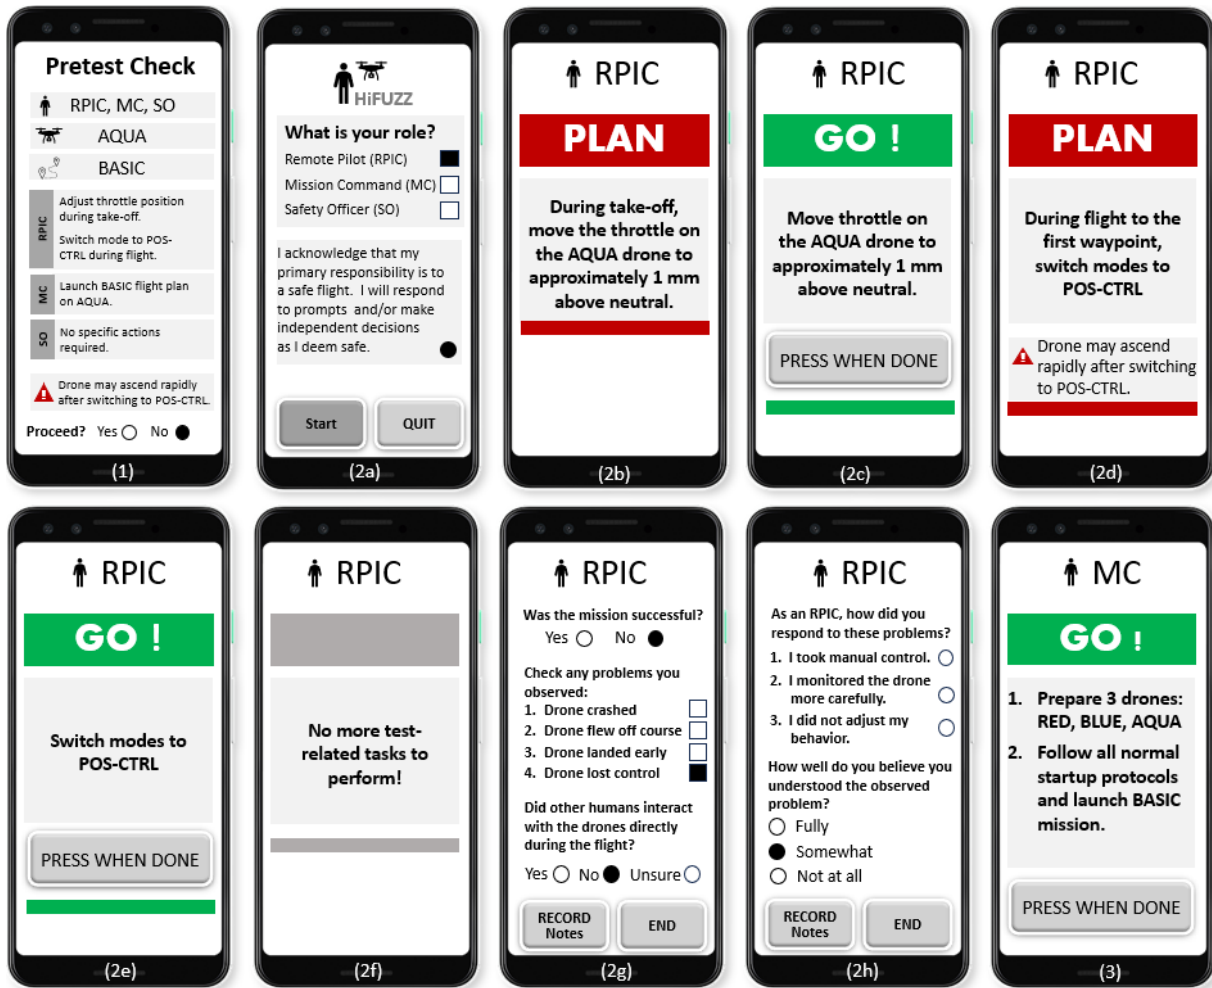 Pretest Check
RPIC, MC, SO
AQUA
BASIC
RPIC
Adjust throttle position
during take-off.
Switch mode to POS-
CTRL during flight.
MC
Launch BASIC flight plan
on AQUA.
SO
No specific actions
required.
Drone may ascend rapidly
after switching to POS-CTRL.
Proceed? Yes No
(1)
HiFUZZ
What is your role?
Remote Pilot (RPIC)
Mission Command (MC)
Safety Officer (SO)
I acknowledge that my
primary responsibility is to
a safe flight. I will respond
to prompts and/or make
independent decisions
as I deem safe.
Start QUIT
(2a)
RPIC
PLAN
During take-off,
move the throttle on
the AQUA drone to
approximately 1 mm
above neutral.
(2b)
RPIC
GO !
Move throttle on
the AQUA drone to
approximately 1 mm
above neutral.
PRESS WHEN DONE
(2c)
RPIC
PLAN
During flight to the
first waypoint,
switch modes to
POS-CTRL
Drone may ascend
rapidly after switching
to POS-CTRL.
(2d)
RPIC
GO !
Switch modes to
POS-CTRL
PRESS WHEN DONE
(2e)
RPIC
No more test-
related tasks to
perform!
(2f)
RPIC
Was the mission successful?
Yes No
Check any problems you
observed:
1. Drone crashed
2. Drone flew off course
3. Drone landed early
4. Drone lost control
Did other humans interact
with the drones directly
during the flight?
Yes No Unsure
RECORD
Notes
END
(2g)
RPIC
As an RPIC, how did you
respond to these problems?
1. I took manual control.
2. I monitored the drone
more carefully.
3. I did not adjust my
behavior.
How well do you believe you
understood the observed
problem?
Fully
Somewhat
Not at all
RECORD
Notes
END
(2h)
MC
GO !
1. Prepare 3 drones:
RED, BLUE, AQUA
2. Follow all normal
startup protocols
and launch BASIC
mission.
PRESS WHEN DONE
(3)